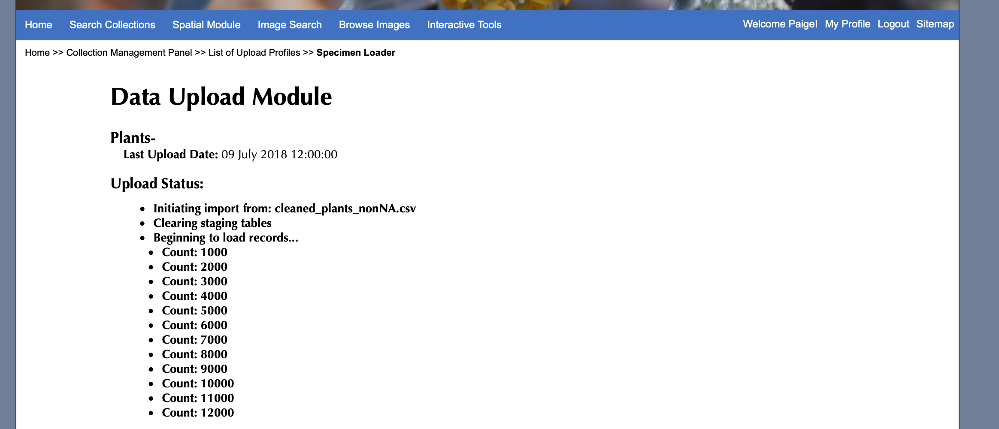 Home Search Collections Spatial Module Image Search Browse Images Interactive Tools Welcome Paige! My Profile Logout Sitemap
Home >> Collection Management Panel >> List of Upload Profiles >> Specimen Loader
Data Upload Module
Plants-
Last Upload Date: 09 July 2018 12:00:00
Upload Status:
• Initiating import from: cleaned_plants_nonNA.csv
• Clearing staging tables
• Beginning to load records...
• Count: 1000
• Count: 2000
• Count: 3000
• Count: 4000
• Count: 5000
• Count: 6000
• Count: 7000
• Count: 8000
• Count: 9000
• Count: 10000
• Count: 11000
• Count: 12000